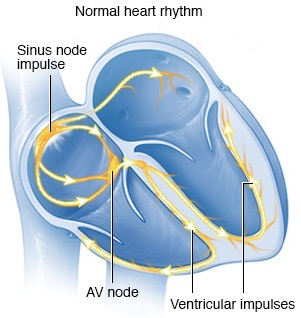 Normal heart rhythm
Sinus node
impulse
AV node
Ventricular impulses